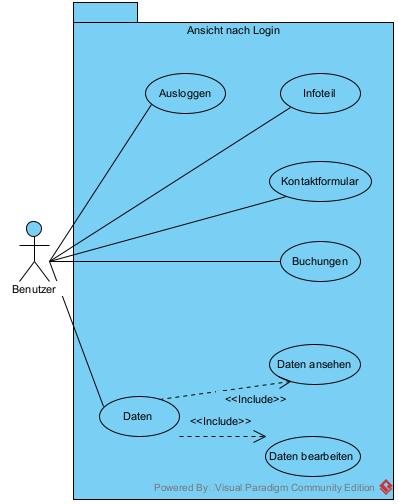 Ansicht nach Login
Ausloggen
Infoteil
Kontaktformular
Benutzer
Buchungen
Daten ansehen
<<Include>>
Daten
<<Include>>
Daten bearbeiten
Powered By: Visual Paradigm Community Edition